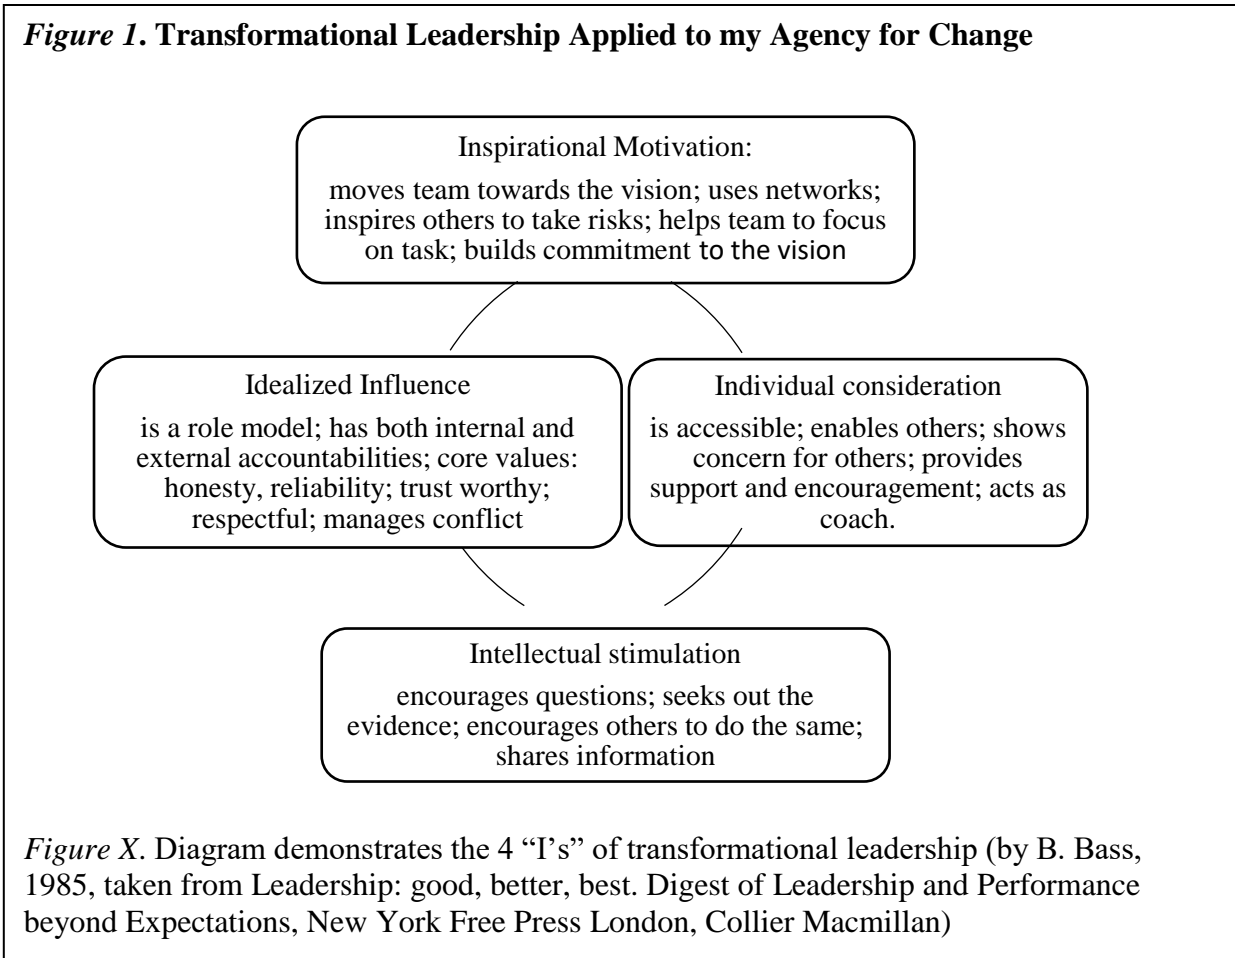 Figure 1. Transformational Leadership Applied to my Agency for Change
Inspirational Motivation:
moves team towards the vision; uses networks;
inspires others to take risks; helps team to focus
on task; builds commitment to the vision
Idealized Influence
is a role model; has both internal and
external accountabilities; core values:
honesty, reliability; trust worthy;
respectful; manages conflict
Individual consideration
is accessible; enables others; shows
concern for others; provides
support and encouragement; acts as
coach.
Intellectual stimulation
encourages questions; seeks out the
evidence; encourages others to do the same;
shares information
Figure X. Diagram demonstrates the 4 “I’s” of transformational leadership (by B. Bass,
1985, taken from Leadership: good, better, best. Digest of Leadership and Performance
beyond Expectations, New York Free Press London, Collier Macmillan)